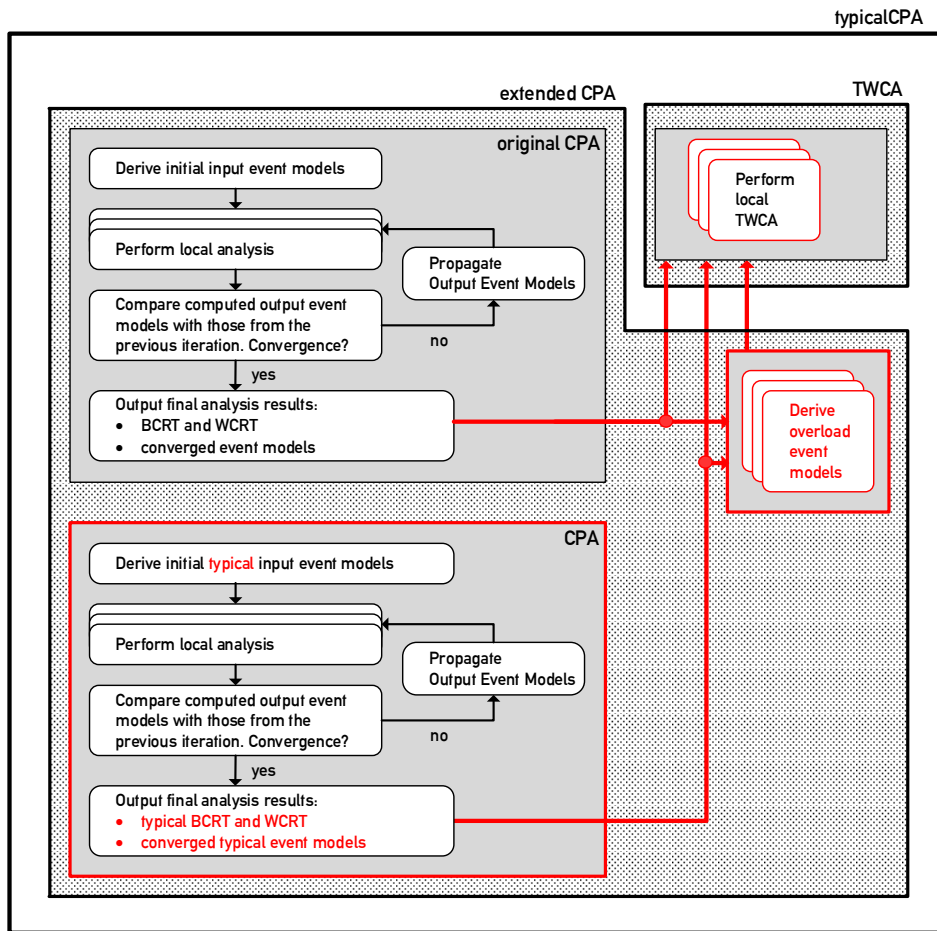 typicalCPA
extended CPA
TWCA
original CPA
Derive initial input event models
Perform local analysis
Propagate
Output Event Models
Compare computed output event
models with those from the
previous iteration. Convergence?
no
yes
Output final analysis results:
• BCRT and WCRT
• converged event models
Perform
local
TWCA
Derive
overload
event
models
CPA
Derive initial typical input event models
Perform local analysis
Propagate
Output Event Models
Compare computed output event
models with those from the
previous iteration. Convergence?
no
yes
Output final analysis results:
• typical BCRT and WCRT
• converged typical event models